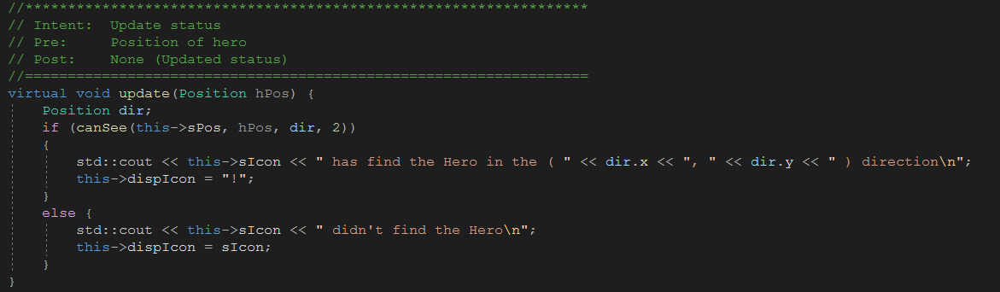 //******************************************************************
// Intent:  Update status
// Pre:     Position of hero
// Post:    None (Updated status)
//==================================================================
virtual void update(Position hPos) {
    Position dir;
    if (canSee(this->sPos, hPos, dir, 2))
    {
        std::cout << this->sIcon << " has find the Hero in the ( " << dir.x << ", " << dir.y << " ) direction\n";
        this->dispIcon = "!";
    }
    else {
        std::cout << this->sIcon << " didn't find the Hero\n";
        this->dispIcon = sIcon;
    }
}